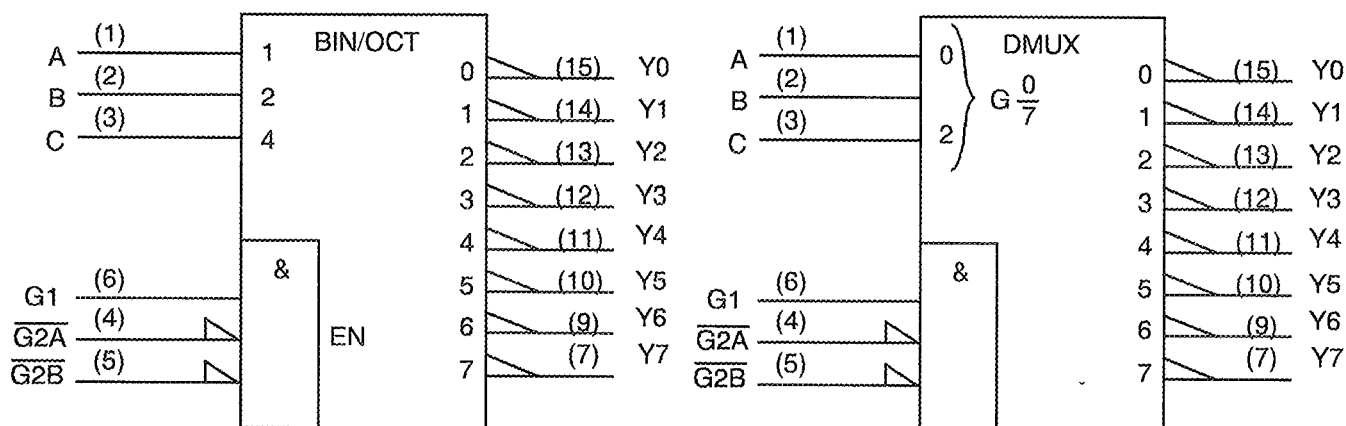 BIN/OCT
A (1) 1
B (2) 2
C (3) 4
0 (15) Y0
1 (14) Y1
2 (13) Y2
3 (12) Y3
4 (11) Y4
5 (10) Y5
6 (9) Y6
7 (7) Y7
&
G1 (6)
G2A (4)
G2B (5)
EN
DMUX
A (1) 0
B (2)
C (3) 2
G 0/7
0 (15) Y0
1 (14) Y1
2 (13) Y2
3 (12) Y3
4 (11) Y4
5 (10) Y5
6 (9) Y6
7 (7) Y7
&
G1 (6)
G2A (4)
G2B (5)